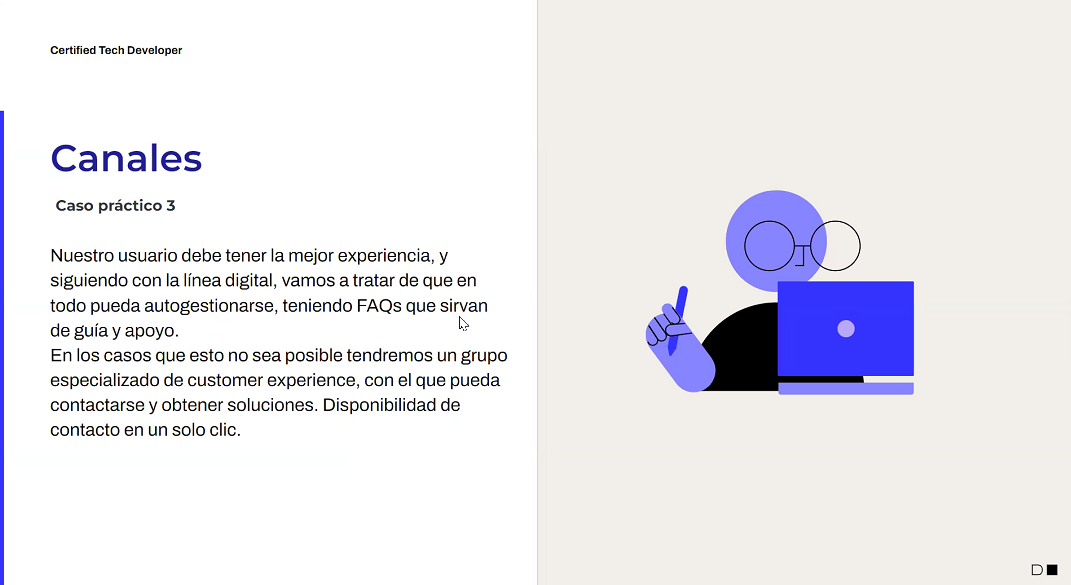 Certified Tech Developer
Canales
Caso práctico 3
Nuestro usuario debe tener la mejor experiencia, y
siguiendo con la línea digital, vamos a tratar de que en
todo pueda autogestionarse, teniendo FAQs que sirvan
de guía y apoyo.
En los casos que esto no sea posible tendremos un grupo
especializado de customer experience, con el que pueda
contactarse y obtener soluciones. Disponibilidad de
contacto en un solo clic.